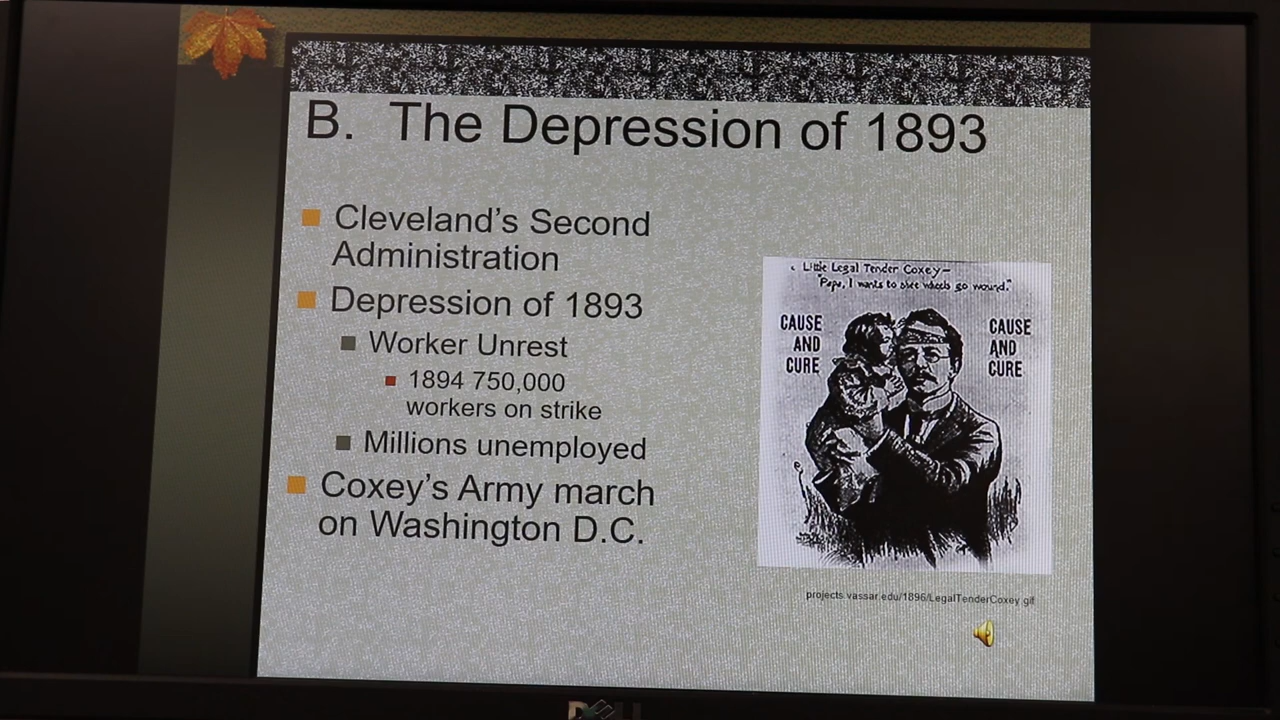 B. The Depression of 1893
Cleveland's Second
Administration
Depression of 1893
Worker Unrest
1894 750,000
workers on strike
Millions unemployed
Coxey's Army march
on Washington D.C.
Little Legal Tender Coxey—
"Papa, I wants to see wheels go wound."
CAUSE
AND
CURE
CAUSE
AND
CURE
projects.vassar.edu/1896/LegalTenderCoxey.gif
DELL